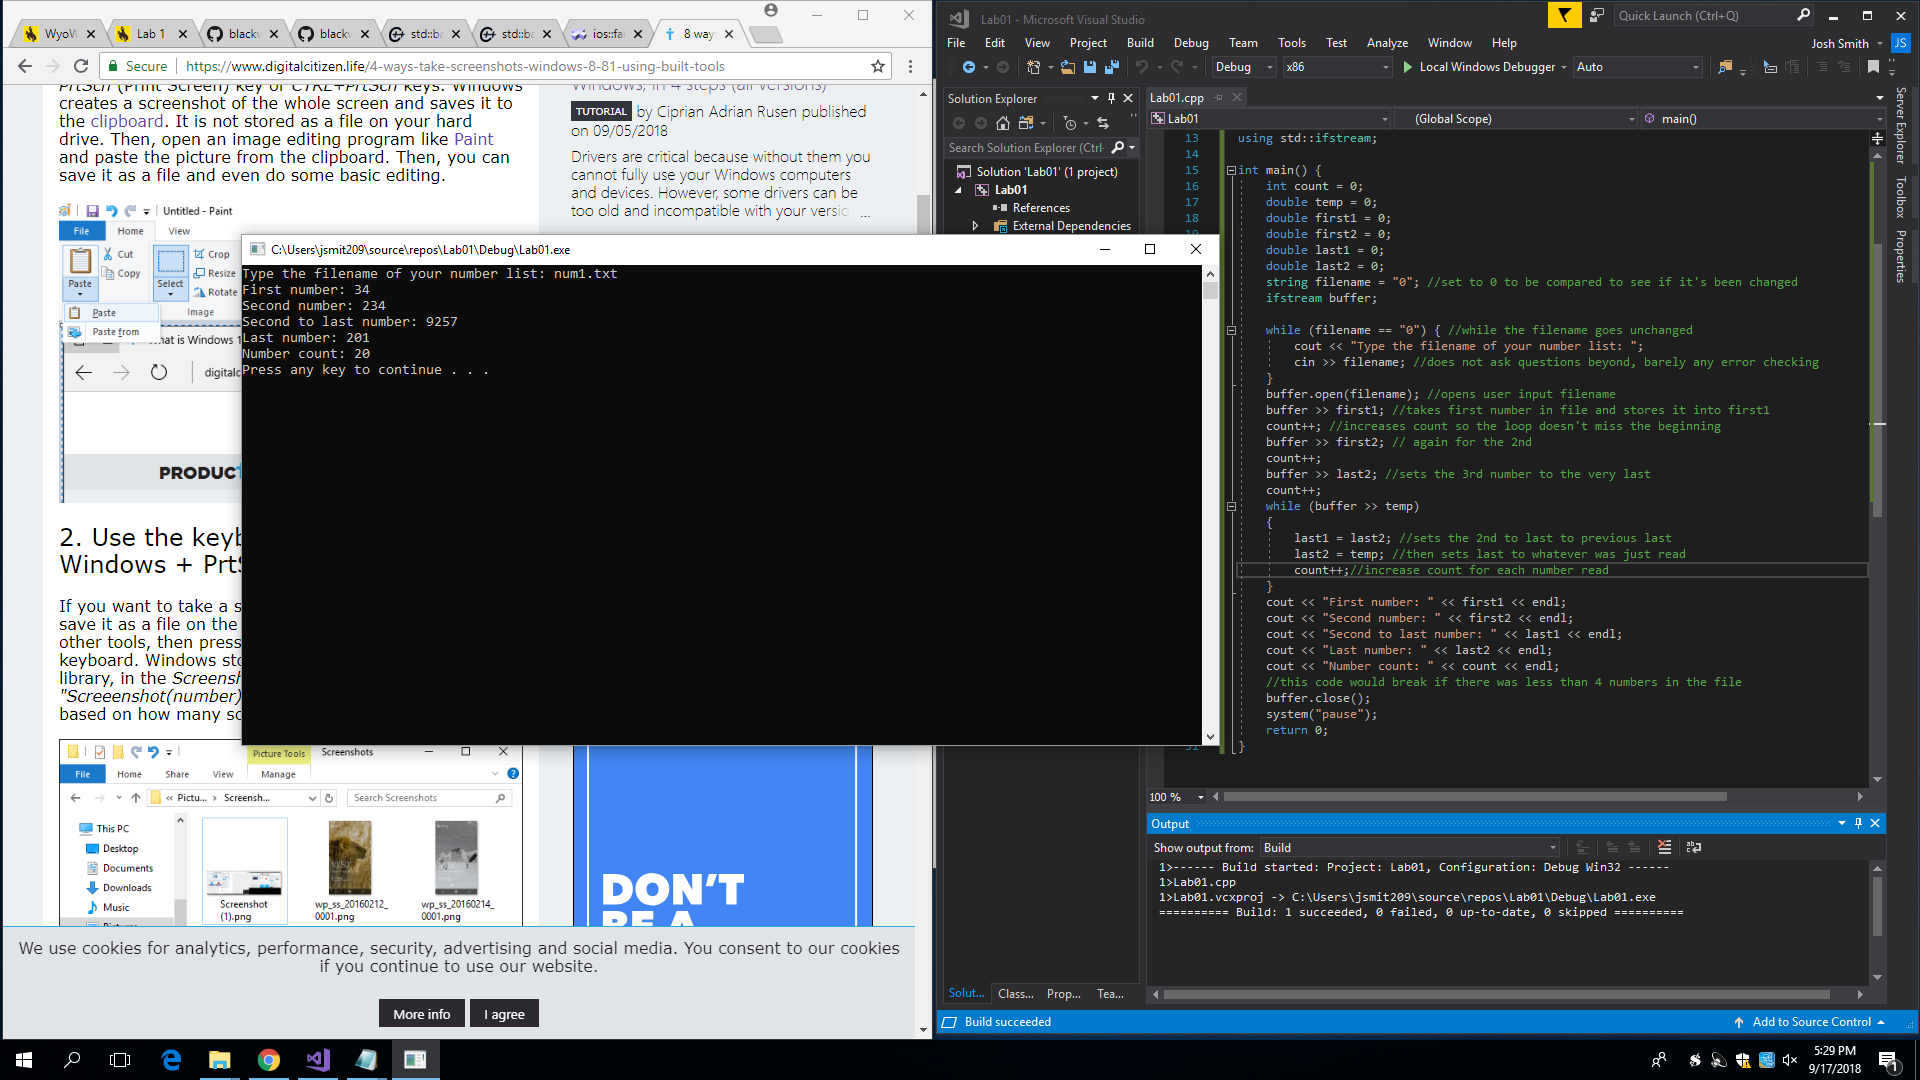 WyoW
Lab 1
blackw
blackw
std::ba
std::ba
ios::fai
8 way
Secure
https://www.digitalcitizen.life/4-ways-take-screenshots-windows-8-81-using-built-tools
PrtScn (Print Screen) key or CTRL+PrtScn keys. Windows
creates a screenshot of the whole screen and saves it to
the clipboard. It is not stored as a file on your hard
drive. Then, open an image editing program like Paint
and paste the picture from the clipboard. Then, you can
save it as a file and even do some basic editing.
Windows, in 4 steps (all versions)
TUTORIAL by Ciprian Adrian Rusen published
on 09/05/2018
Drivers are critical because without them you
cannot fully use your Windows computers
and devices. However, some drivers can be
too old and incompatible with your versic ...
Untitled - Paint
File
Home
View
Paste
Cut
Copy
Select
Crop
Resize
Rotate
Image
Paste
Paste from
What is Windows 1
digitalc
PRODUCT
2. Use the keyb
Windows + PrtS
If you want to take a s
save it as a file on the
other tools, then press
keyboard. Windows sto
library, in the Screensh
"Screeenshot(number)
based on how many sc
Picture Tools
Screenshots
File
Home
Share
View
Manage
« Pictu... › Screensh...
Search Screenshots
This PC
Desktop
Documents
Downloads
Music
Pictures
Screenshot
(1).png
wp_ss_20160212_
0001.png
wp_ss_20160214_
0001.png
DON'T
BE A
We use cookies for analytics, performance, security, advertising and social media. You consent to our cookies
if you continue to use our website.
More info
I agree
C:\Users\jsmit209\source\repos\Lab01\Debug\Lab01.exe
Type the filename of your number list: num1.txt
First number: 34
Second number: 234
Second to last number: 9257
Last number: 201
Number count: 20
Press any key to continue . . .
Lab01 - Microsoft Visual Studio
Quick Launch (Ctrl+Q)
File
Edit
View
Project
Build
Debug
Team
Tools
Test
Analyze
Window
Help
Josh Smith
JS
Debug
x86
Local Windows Debugger
Auto
Solution Explorer
Search Solution Explorer (Ctrl-
Solution 'Lab01' (1 project)
Lab01
References
External Dependencies
Lab01.cpp
Lab01
(Global Scope)
main()
13 using std::ifstream;
14
15 int main() {
16 int count = 0;
17 double temp = 0;
18 double first1 = 0;
double first2 = 0;
double last1 = 0;
double last2 = 0;
string filename = "0"; //set to 0 to be compared to see if it's been changed
ifstream buffer;
while (filename == "0") { //while the filename goes unchanged
cout << "Type the filename of your number list: ";
cin >> filename; //does not ask questions beyond, barely any error checking
}
buffer.open(filename); //opens user input filename
buffer >> first1; //takes first number in file and stores it into first1
count++; //increases count so the loop doesn't miss the beginning
buffer >> first2; // again for the 2nd
count++;
buffer >> last2; //sets the 3rd number to the very last
count++;
while (buffer >> temp)
{
last1 = last2; //sets the 2nd to last to previous last
last2 = temp; //then sets last to whatever was just read
count++;//increase count for each number read
}
cout << "First number: " << first1 << endl;
cout << "Second number: " << first2 << endl;
cout << "Second to last number: " << last1 << endl;
cout << "Last number: " << last2 << endl;
cout << "Number count: " << count << endl;
//this code would break if there was less than 4 numbers in the file
buffer.close();
system("pause");
return 0;
51 }
100 %
Server Explorer
Toolbox
Properties
Output
Show output from:
Build
1>------ Build started: Project: Lab01, Configuration: Debug Win32 ------
1>Lab01.cpp
1>Lab01.vcxproj -> C:\Users\jsmit209\source\repos\Lab01\Debug\Lab01.exe
========== Build: 1 succeeded, 0 failed, 0 up-to-date, 0 skipped ==========
Solut...
Class...
Prop...
Tea...
Build succeeded
Add to Source Control
5:29 PM
9/17/2018
1